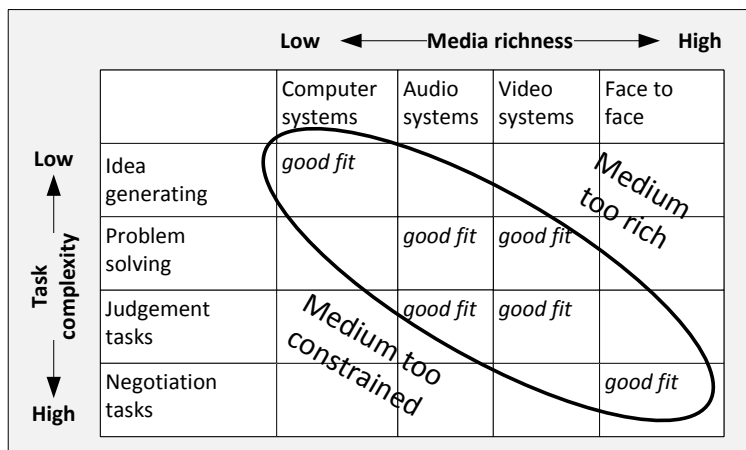 Low Media richness High
Computer systems
Audio systems
Video systems
Face to face
Low
Task complexity
High
Idea generating
good fit
Medium too rich
Problem solving
good fit
good fit
Judgement tasks
good fit
good fit
Medium too constrained
Negotiation tasks
good fit